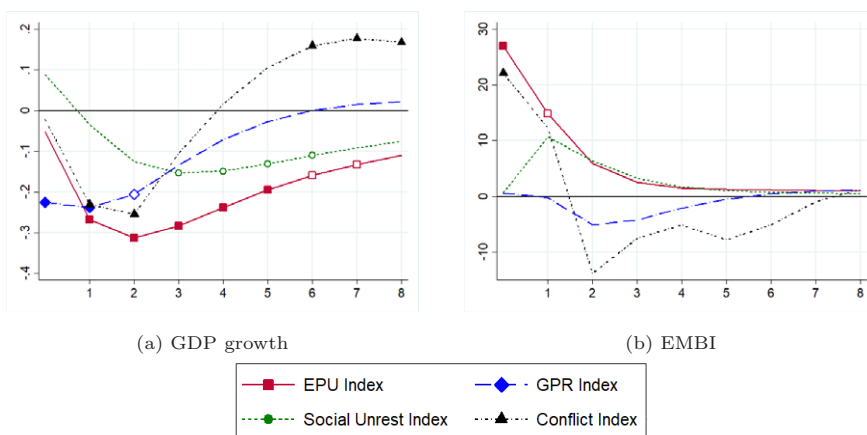 .2
.1
0
-.1
-.2
-.3
-.4
1 2 3 4 5 6 7 8
(a) GDP growth
30
20
10
0
-10
1 2 3 4 5 6 7 8
(b) EMBI
EPU Index GPR Index
Social Unrest Index Conflict Index